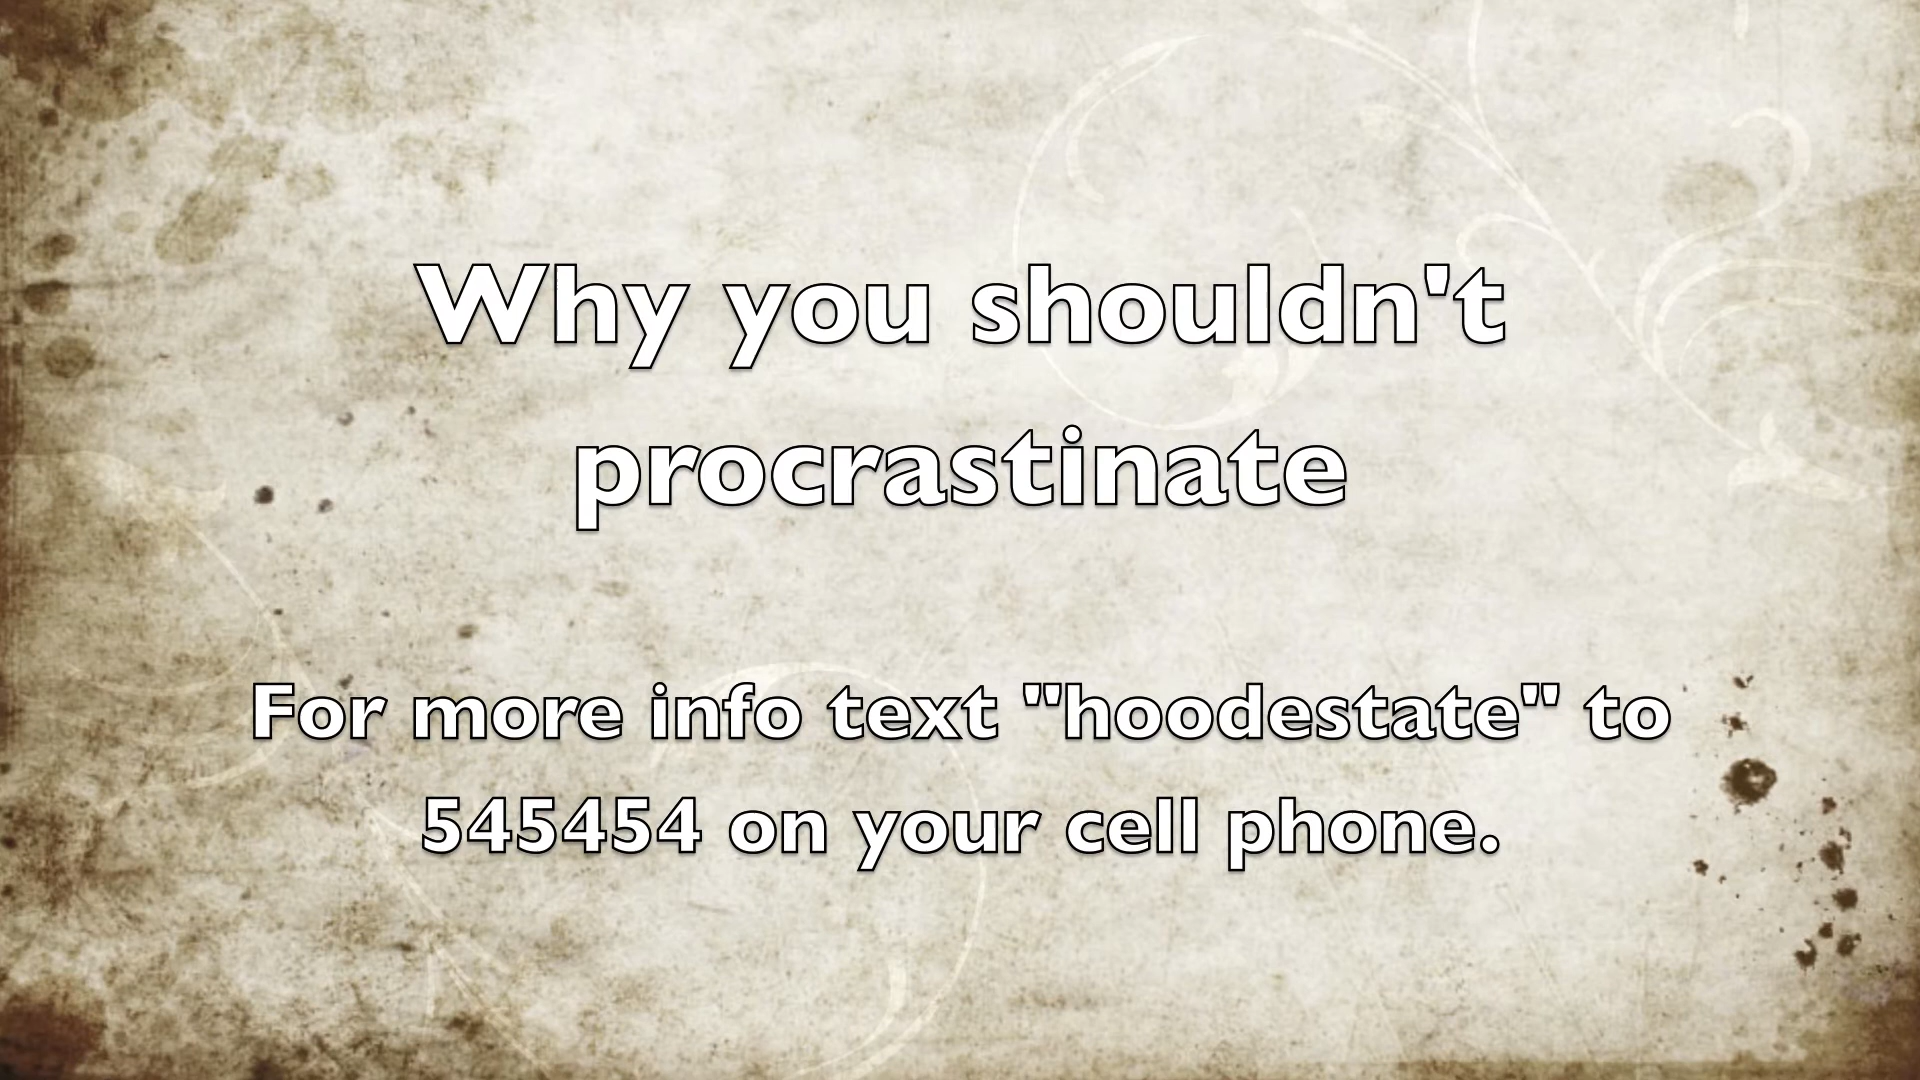 Why you shouldn't
procrastinate
For more info text "hoodestate" to
545454 on your cell phone.